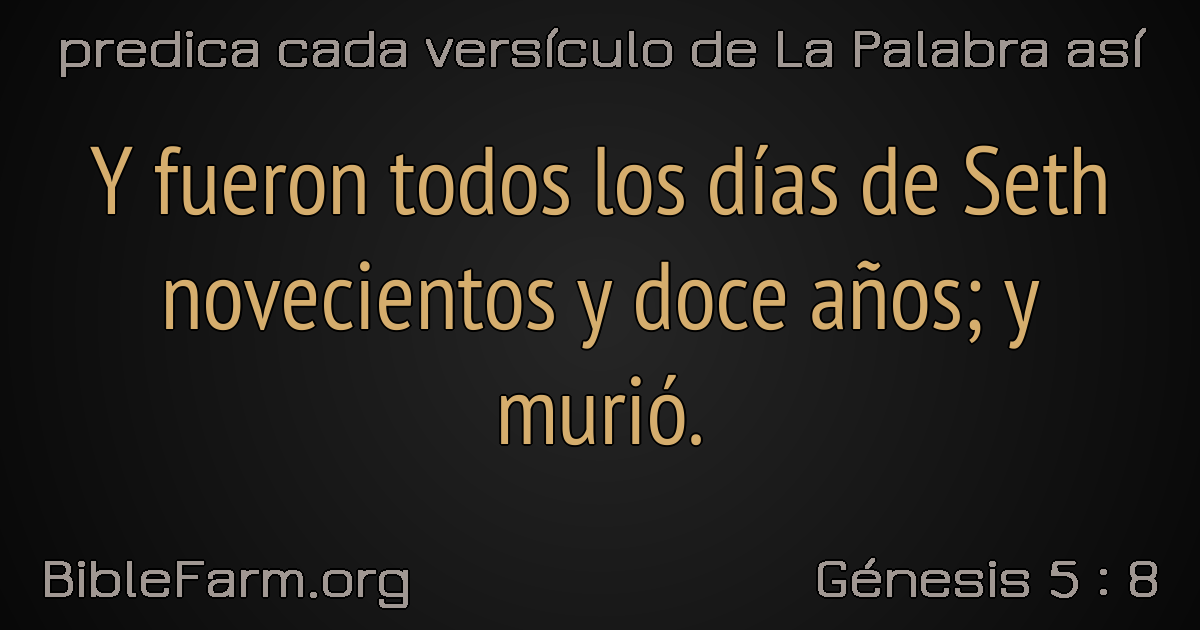 predica cada versículo de La Palabra así
Y fueron todos los días de Seth
novecientos y doce años; y
murió.
BibleFarm.org
Génesis 5 : 8